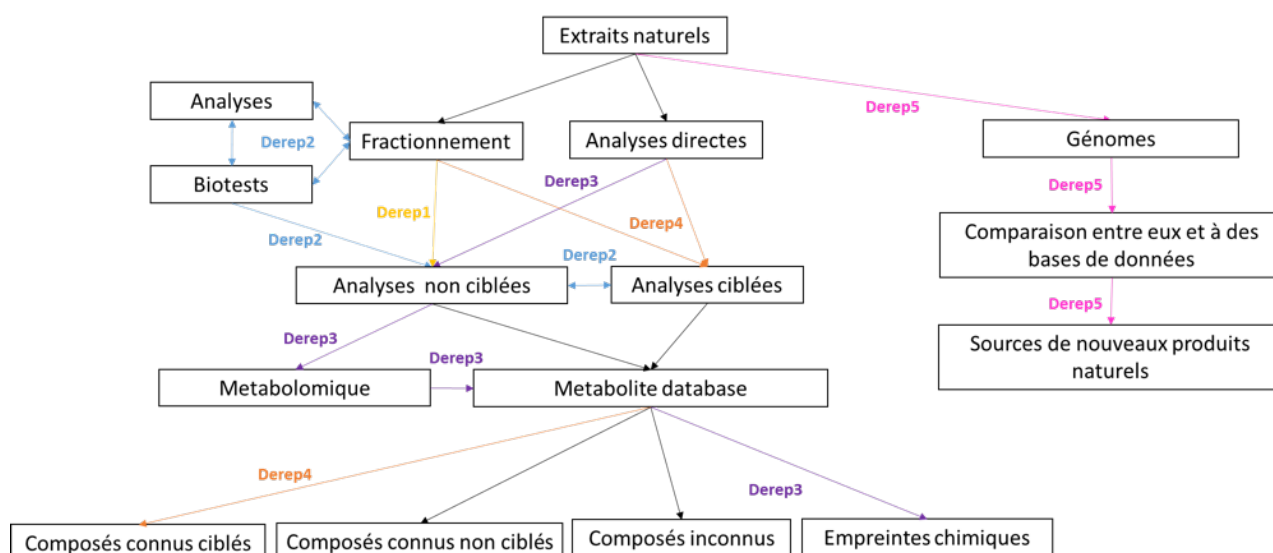 Extraits naturels
Analyses
Derep5
Derep2
Fractionnement
Analyses directes
Génomes
Biotests
Derep3
Derep5
Derep1
Derep4
Derep2
Comparaison entre eux et à des
bases de données
Derep2
Analyses non ciblées
Analyses ciblées
Derep5
Derep3
Derep3
Sources de nouveaux produits
naturels
Metabolomique
Metabolite database
Derep4
Derep3
Composés connus ciblés
Composés connus non ciblés
Composés inconnus
Empreintes chimiques